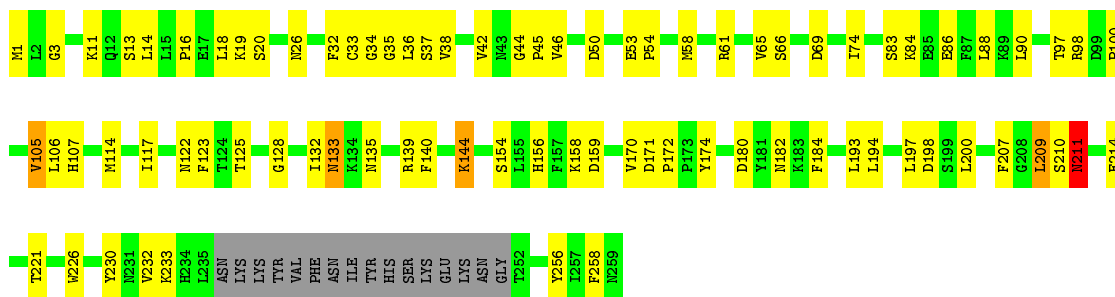 M1 L2 G3 K11 Q12 S13 L14 L15 P16 E17 L18 K19 S20 N26 F32 C33 G34 G35 L36 S37 V38 V42 N43 G44 P45 V46 D50 E53 P54 M58 R61 V65 S66 D69 I74 S83 K84 E85 E86 F87 L88 K89 L90 T97 R98 D99
V105 L106 H107 M114 I117 N122 F123 T124 T125 G128 I132 N133 K134 N135 R139 F140 K144 S154 L155 H156 F157 K158 D159 V170 D171 P172 P173 Y174 D180 Y181 N182 K183 F184 L193 L194 L197 D198 S199 L200 F207 G208 L209 S210 N211
T221 W226 Y230 N231 V232 K233 H234 L235 ASN LYS LYS TYR VAL PHE ASN ILE TYR HIS SER LYS GLU LYS ASN GLY T252 Y256 I257 F258 N259